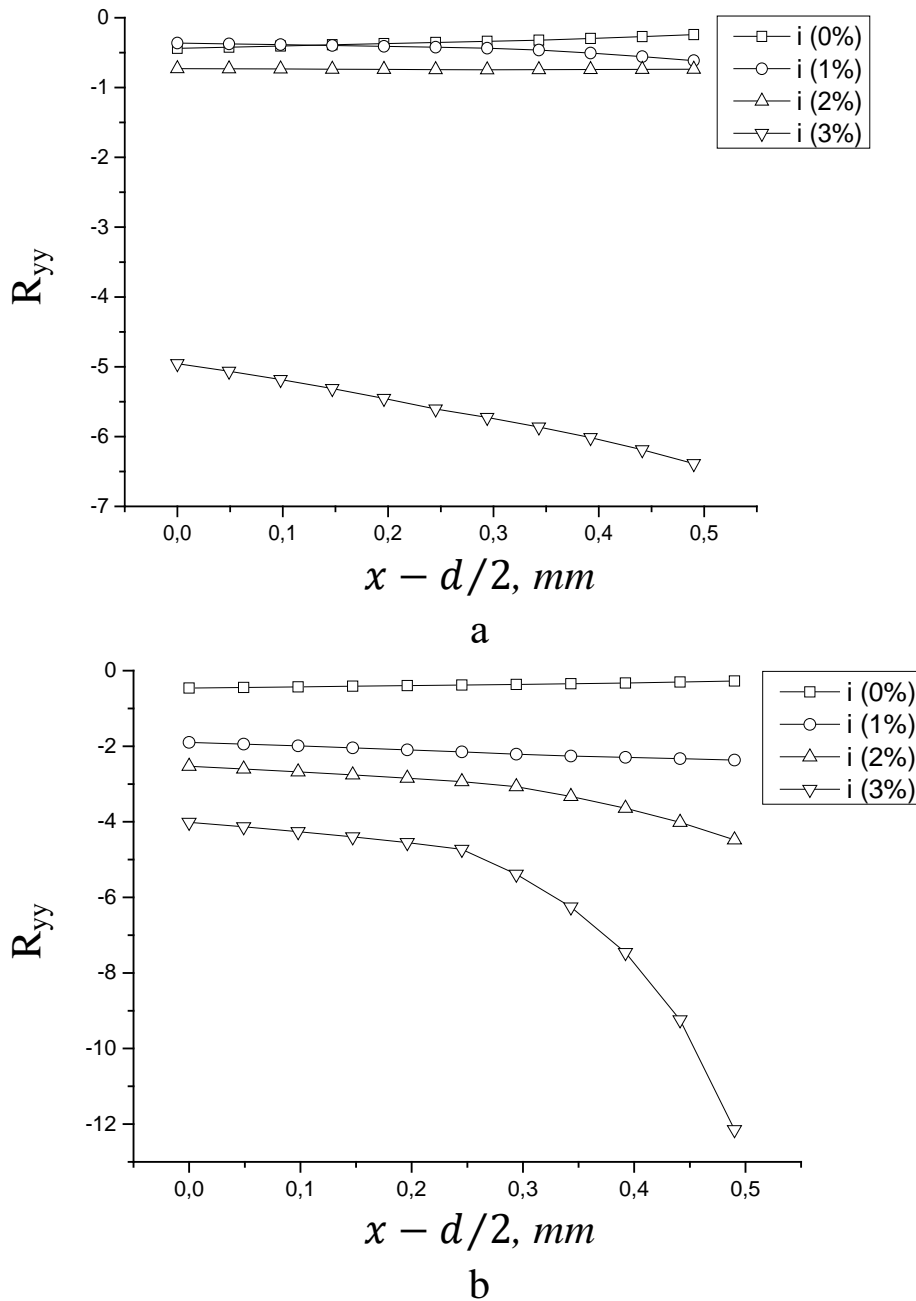 0
-1
-2
-3
-4
-5
-6
-7
R_yy
0,0 0,1 0,2 0,3 0,4 0,5
x − d/2, mm
i (0%)
i (1%)
i (2%)
i (3%)
a
0
-2
-4
-6
-8
-10
-12
R_yy
0,0 0,1 0,2 0,3 0,4 0,5
x − d/2, mm
i (0%)
i (1%)
i (2%)
i (3%)
b